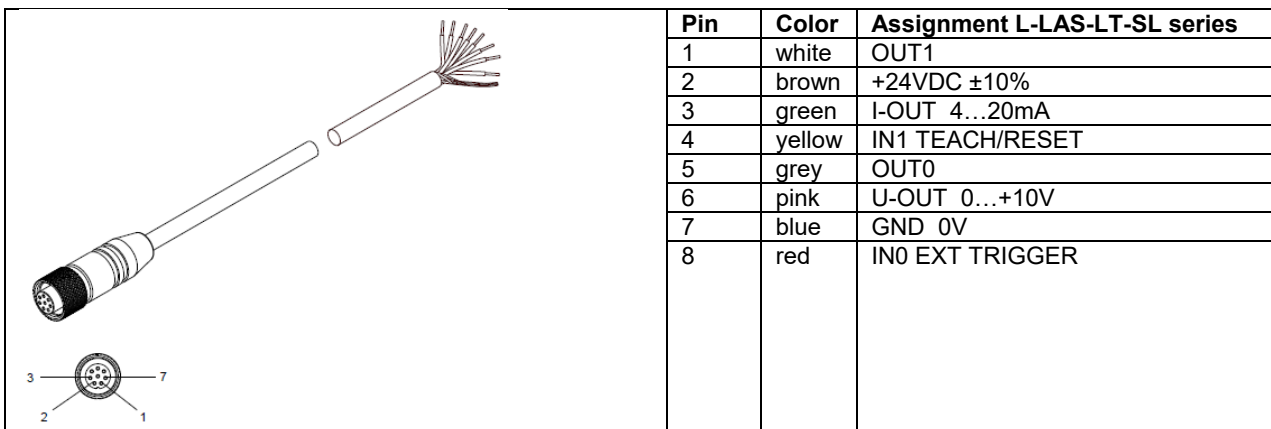 Pin Color Assignment L-LAS-LT-SL series
1 white OUT1
2 brown +24VDC ±10%
3 green I-OUT 4…20mA
4 yellow IN1 TEACH/RESET
5 grey OUT0
6 pink U-OUT 0…+10V
7 blue GND 0V
8 red IN0 EXT TRIGGER
3 7
2 1